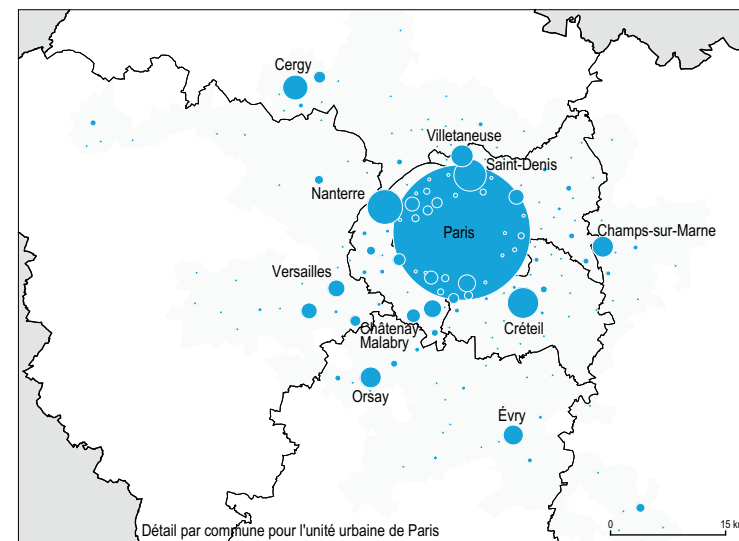 Cergy
Villetaneuse
Saint-Denis
Nanterre
Paris
Champs-sur-Marne
Versailles
Châtenay
Malabry
Créteil
Orsay
Évry
Détail par commune pour l'unité urbaine de Paris
0 15 km